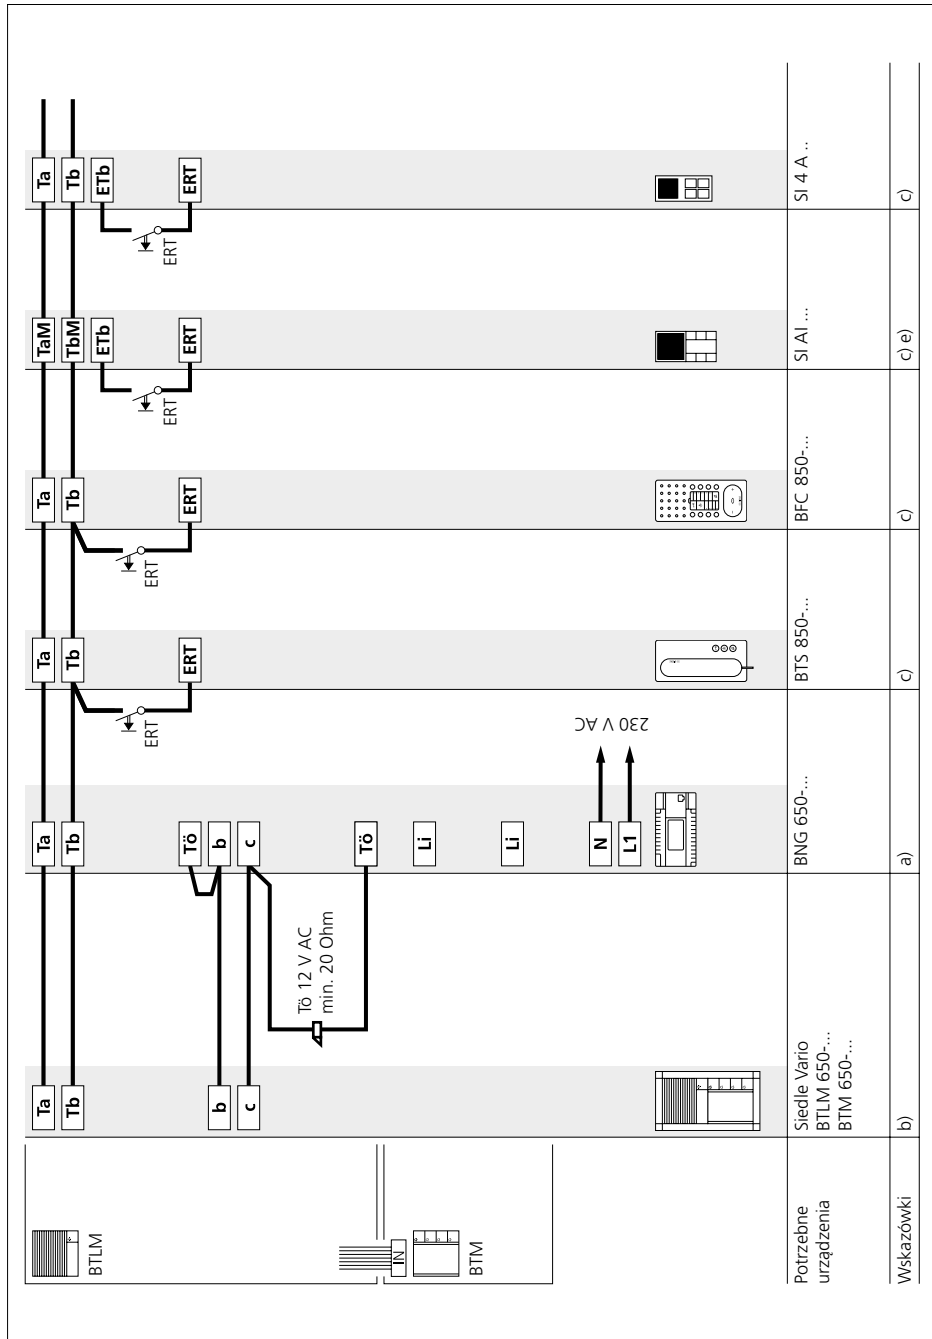 BTLM
IN
BTM
Potrzebne
urządzenia
Wskazówki
Ta
Tb
b
c
Siedle Vario
BTLM 650-...
BTM 650-...
b)
Tö 12 V AC
min. 20 Ohm
Ta
Tb
Tö
b
c
Tö
Li
Li
N
L1
230 V AC
BNG 650-...
a)
ERT
Ta
Tb
ERT
BTS 850-...
c)
ERT
Ta
Tb
ERT
BFC 850-...
c)
ERT
TaM
TbM
ETb
ERT
SI AI ...
c) e)
ERT
Ta
Tb
ETb
ERT
SI 4 A ..
c)